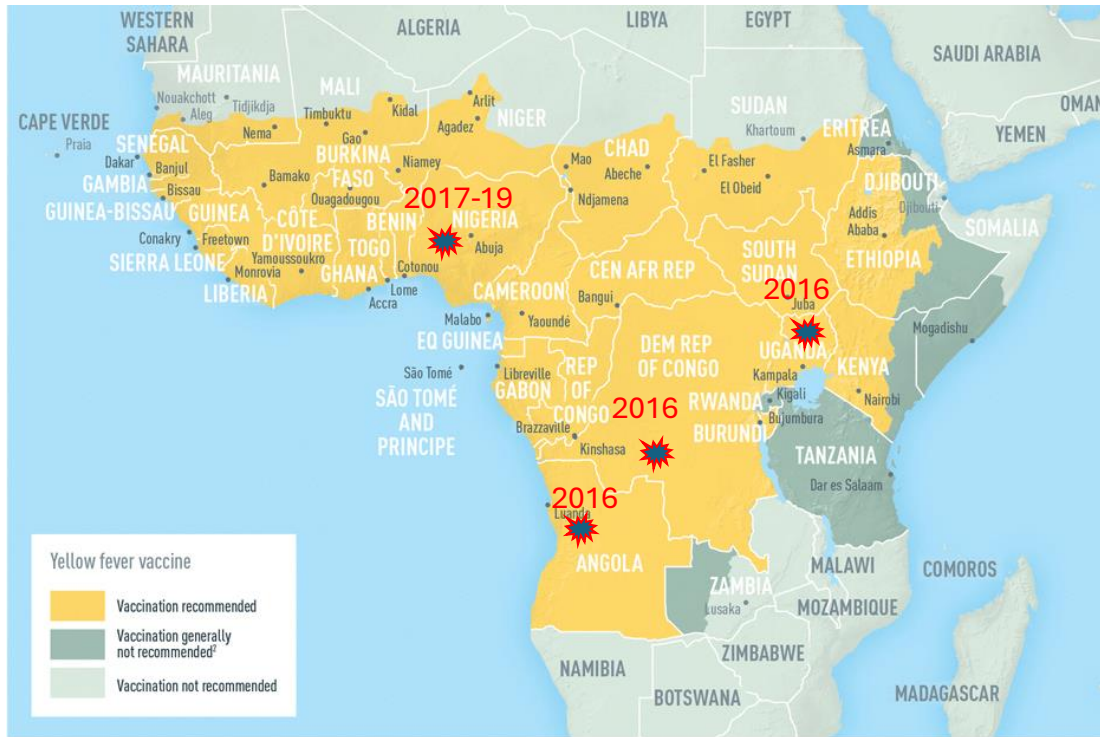 WESTERN
SAHARA
ALGERIA
LIBYA
EGYPT
SAUDI ARABIA
OMAN
YEMEN
MAURITANIA
Nouakchott
Aleg
Tidjikdja
MALI
Timbuktu
Kidal
Arlit
NIGER
SUDAN
Khartoum
ERITREA
Asmara
CAPE VERDE
Praia
Nema
Gao
Agadez
SENEGAL
Dakar
Banjul
GAMBIA
Bissau
GUINEA-BISSAU
BURKINA
FASO
Niamey
Bamako
Ouagadougou
CHAD
Mao
Abeche
Ndjamena
El Fasher
El Obeid
DJIBOUTI
Djibouti
2017-19
GUINEA
CÔTE
D'IVOIRE
BENIN
NIGERIA
Abuja
Addis
Ababa
SOMALIA
Conakry
Freetown
SIERRA LEONE
Yamoussoukro
TOGO
Monrovia
GHANA
Cotonou
Lome
LIBERIA
Accra
SOUTH
SUDAN
ETHIOPIA
CEN AFR REP
Bangui
CAMEROON
Malabo
Yaoundé
EQ GUINEA
2016
Juba
Mogadishu
UGANDA
Kampala
KENYA
Nairobi
DEM REP
OF CONGO
São Tomé
Libreville
GABON
REP
OF
CONGO
SÃO TOMÉ
AND
PRINCIPE
RWANDA
Kigali
Bujumbura
BURUNDI
2016
Brazzaville
Kinshasa
TANZANIA
Dar es Salaam
2016
Luanda
ANGOLA
ZAMBIA
Lusaka
MALAWI
COMOROS
MOZAMBIQUE
ZIMBABWE
NAMIBIA
BOTSWANA
MADAGASCAR
Yellow fever vaccine
Vaccination recommended
Vaccination generally
not recommended²
Vaccination not recommended